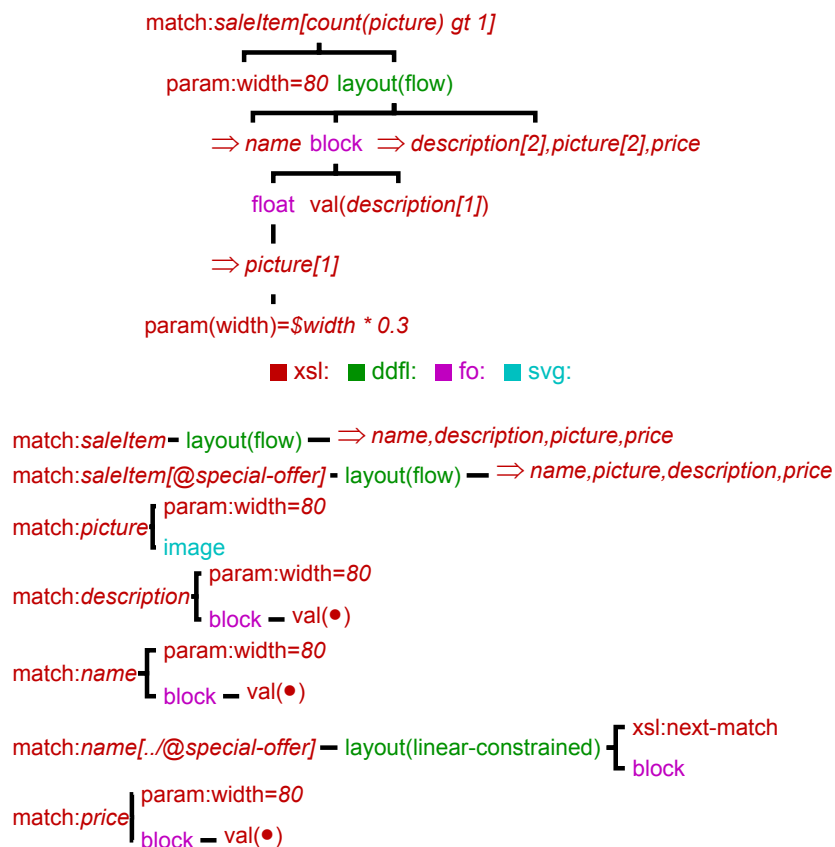 match:saleItem[count(picture) gt 1]
param:width=80 layout(flow)
⇒ name block ⇒ description[2],picture[2],price
float val(description[1])
⇒ picture[1]
param(width)=$width * 0.3
xsl: ddfl: fo: svg:
match:saleItem layout(flow) ⇒ name,description,picture,price
match:saleItem[@special-offer] layout(flow) ⇒ name,picture,description,price
param:width=80
match:picture
image
param:width=80
match:description
block val(●)
param:width=80
match:name
block val(●)
xsl:next-match
match:name[../@special-offer] layout(linear-constrained)
block
param:width=80
match:price
block val(●)